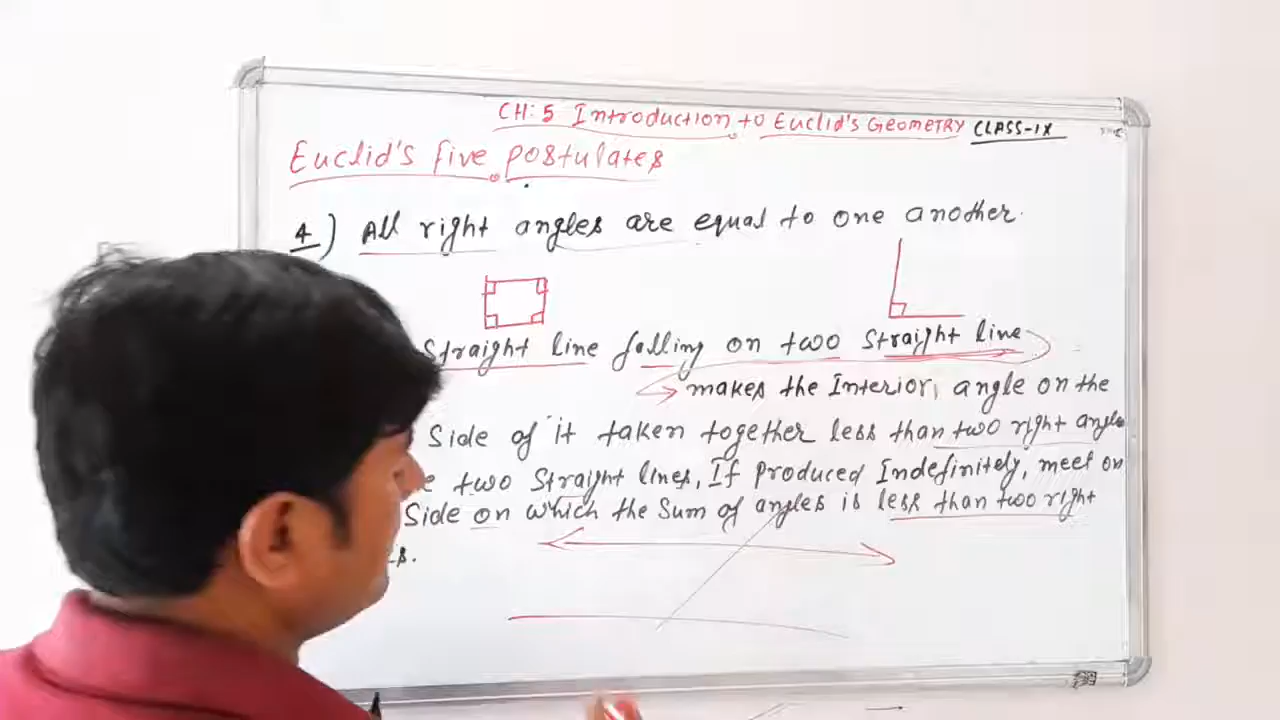 CH:5 Introduction to Euclid's Geometry CLASS-IX
Euclid's five postulates
4) All right angles are equal to one another.
Straight line falling on two Straight line
makes the Interior, angle on the
Side of it taken together less than two right angles
two Straight lines, If produced Indefinitely, meet on
Side on which the Sum of angles is less than two right